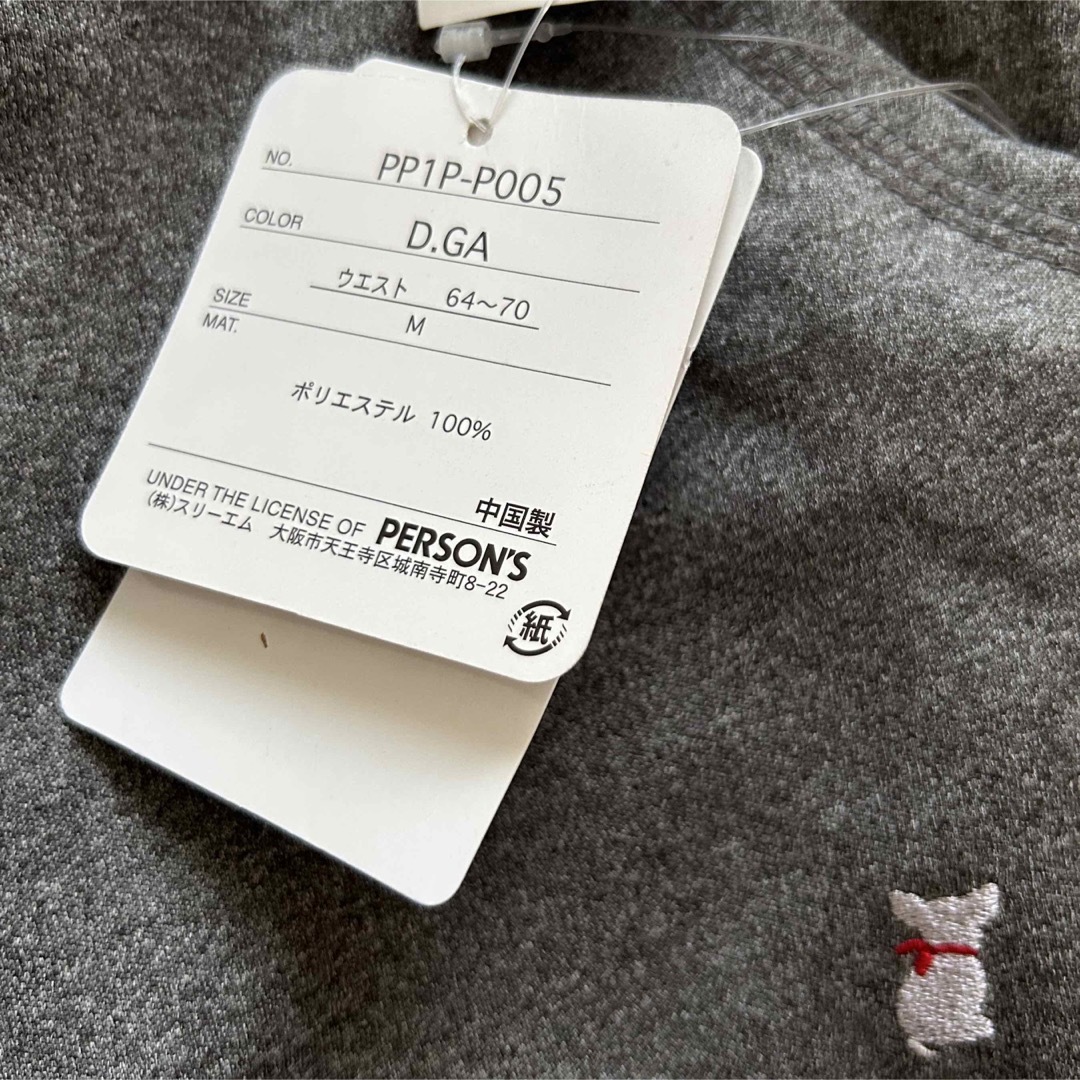 NO. PP1P-P005
COLOR D.GA
ウエスト 64～70
SIZE M
MAT.
ポリエステル 100%
中国製
UNDER THE LICENSE OF PERSON'S
(株)スリーエム 大阪市天王寺区城南寺町8-22
紙